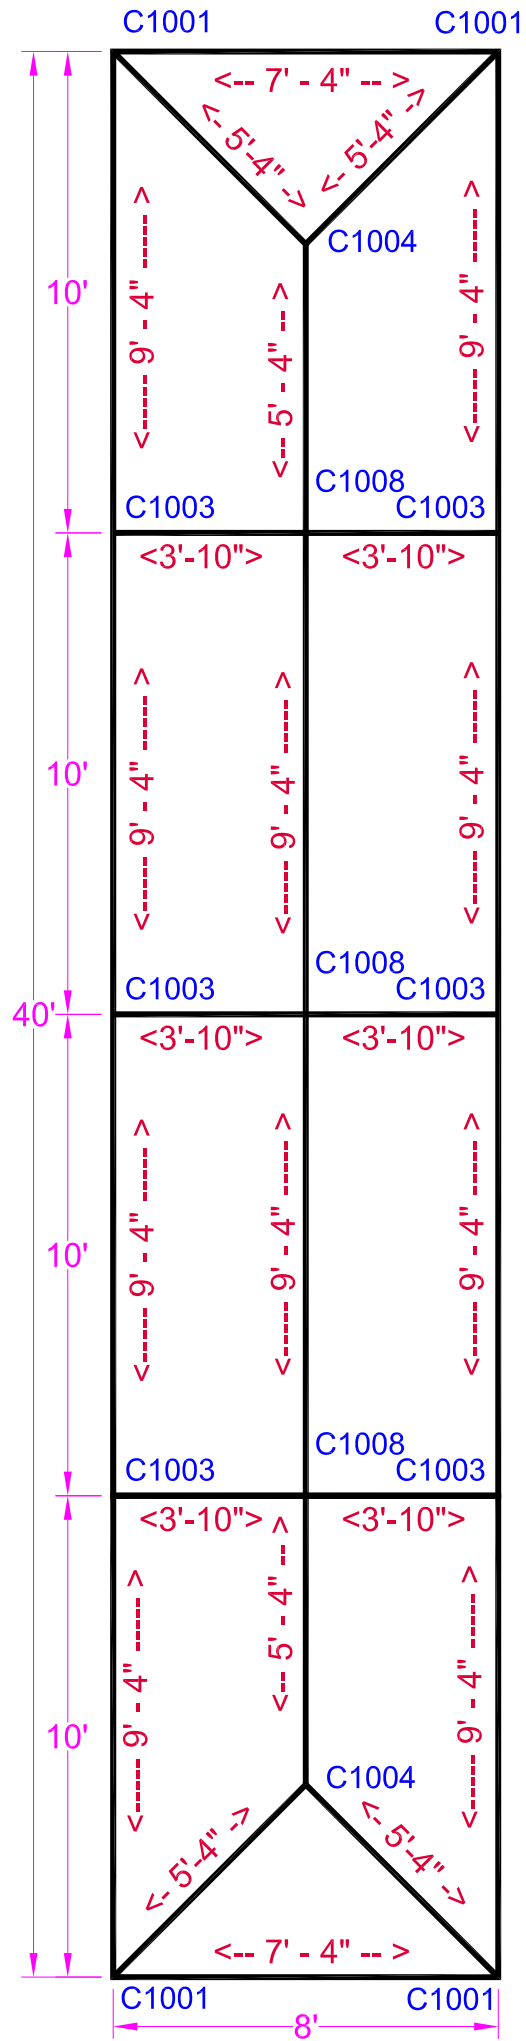 C1001 C1001
<-- 7' - 4" -- >
<- 5'-4" ->
<- 5'-4" ->
C1004
<----- 9' - 4" ----->
<-- 5' - 4" -->
<----- 9' - 4" ----->
10'
C1008
C1003 C1003
<3'-10"> <3'-10">
<----- 9' - 4" ----->
<----- 9' - 4" ----->
<----- 9' - 4" ----->
10'
C1008
C1003 C1003
40'
<3'-10"> <3'-10">
<----- 9' - 4" ----->
<----- 9' - 4" ----->
<----- 9' - 4" ----->
10'
C1008
C1003 C1003
<3'-10"> <3'-10">
<-- 5' - 4" -->
<----- 9' - 4" ----->
<----- 9' - 4" ----->
10'
C1004
<- 5'-4" ->
<- 5'-4" ->
<-- 7' - 4" -- >
C1001 C1001
8'